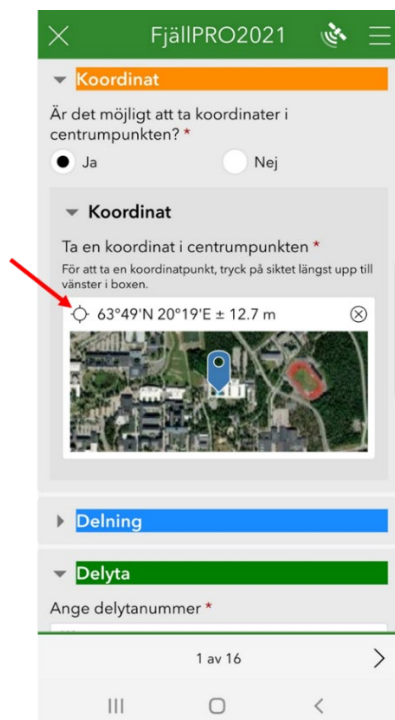 FjällPRO2021
Koordinat
Är det möjligt att ta koordinater i
centrumpunkten? *
Ja
Nej
Koordinat
Ta en koordinat i centrumpunkten *
För att ta en koordinatpunkt, tryck på siktet längst upp till
vänster i boxen.
63°49'N 20°19'E ± 12.7 m
Delning
Delyta
Ange delytanummer *
1 av 16